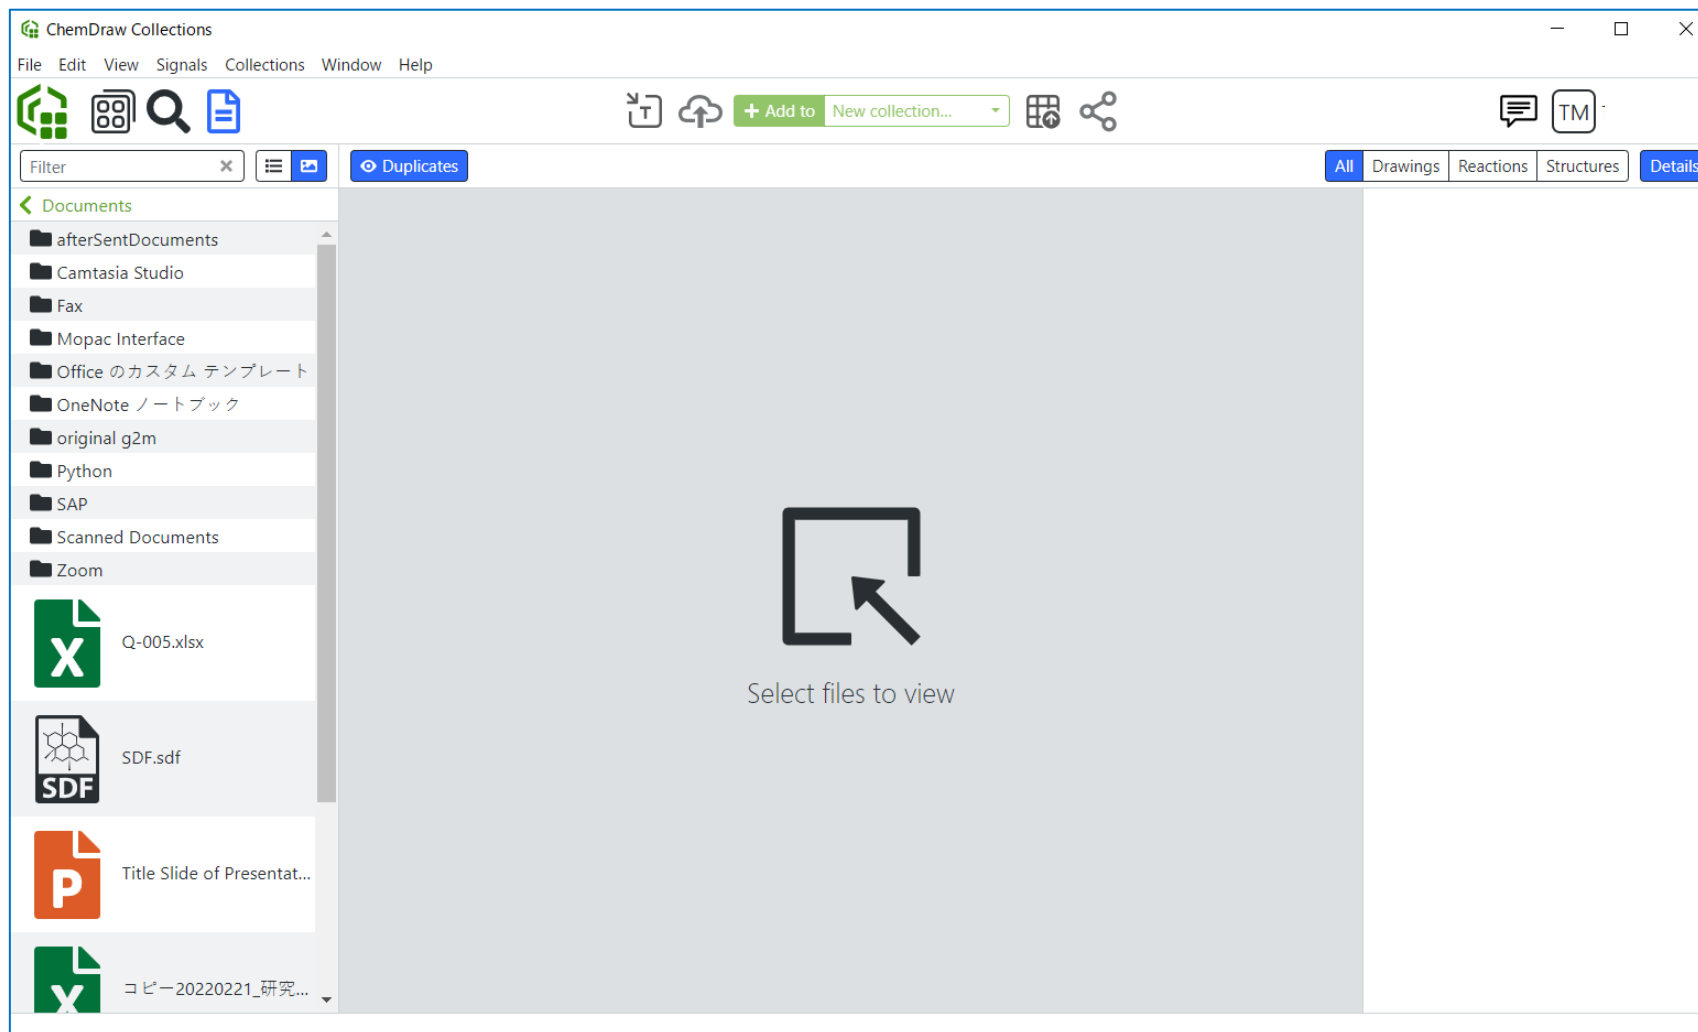 ChemDraw Collections
File Edit View Signals Collections Window Help
T + Add to New collection... TM
Filter Duplicates All Drawings Reactions Structures Details
Documents
afterSentDocuments
Camtasia Studio
Fax
Mopac Interface
Office のカスタム テンプレート
OneNote ノートブック
original g2m
Python
SAP
Scanned Documents
Zoom
X Q-005.xlsx
SDF.sdf
SDF
P Title Slide of Presentat...
X コピー20220221_研究...
Select files to view